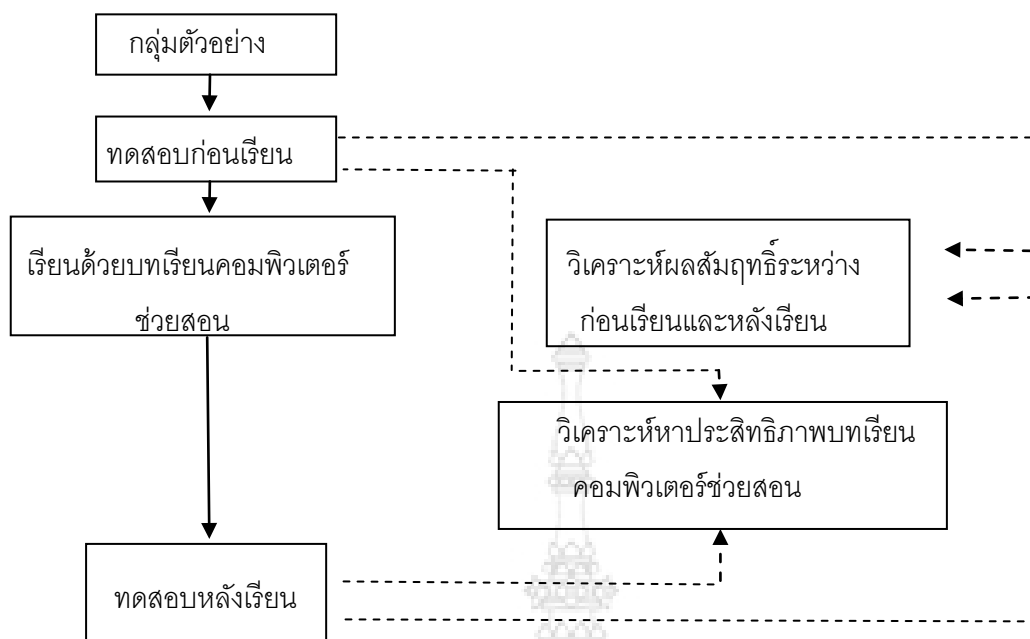 กลุ่มตัวอย่าง
ทดสอบก่อนเรียน
เรียนด้วยบทเรียนคอมพิวเตอร์
ช่วยสอน
วิเคราะห์ผลสัมฤทธิ์ระหว่าง
ก่อนเรียนและหลังเรียน
วิเคราะห์หาประสิทธิภาพบทเรียน
คอมพิวเตอร์ช่วยสอน
ทดสอบหลังเรียน